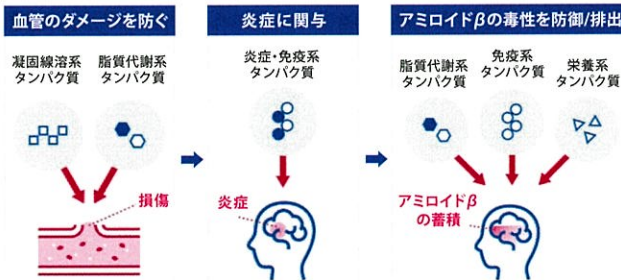 血管のダメージを防ぐ
凝固線溶系
タンパク質
脂質代謝系
タンパク質
損傷
炎症に関与
炎症・免疫系
タンパク質
炎症
アミロイドβの毒性を防御/排出
脂質代謝系
タンパク質
免疫系
タンパク質
栄養系
タンパク質
アミロイドβ
の蓄積